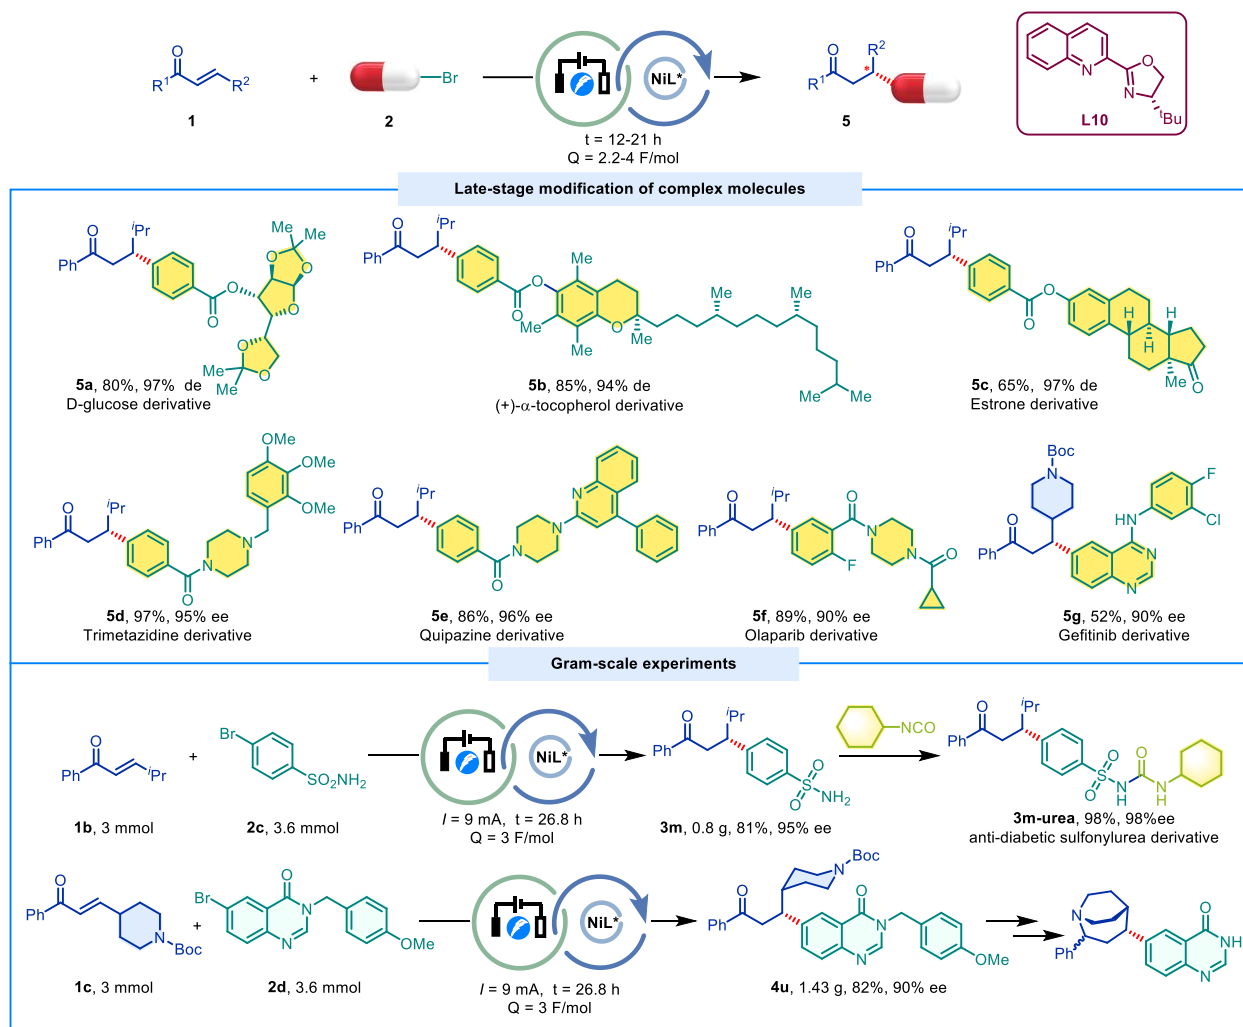 O
R¹
R²
1
+
Br
2
NiL*
t = 12-21 h
Q = 2.2-4 F/mol
O
R²
R¹
*
5
N
O
N
ᵗBu
L10
Late-stage modification of complex molecules
O
ⁱPr
Ph
O
O
Me
Me
O
O
O
O
O
Me
Me
5a, 80%, 97% de
D-glucose derivative
O
ⁱPr
Ph
O
O
Me
Me
Me
O
Me
Me
Me
Me
Me
5b, 85%, 94% de
(+)-α-tocopherol derivative
O
ⁱPr
Ph
O
O
H
H
H
Me
O
5c, 65%, 97% de
Estrone derivative
O
ⁱPr
Ph
O
N
N
OMe
OMe
OMe
5d, 97%, 95% ee
Trimetazidine derivative
O
ⁱPr
Ph
O
N
N
N
5e, 86%, 96% ee
Quipazine derivative
O
ⁱPr
Ph
F
O
N
N
O
5f, 89%, 90% ee
Olaparib derivative
Boc
N
O
Ph
HN
F
Cl
N
N
5g, 52%, 90% ee
Gefitinib derivative
Gram-scale experiments
O
Ph
ⁱPr
1b, 3 mmol
+
Br
SO₂NH₂
2c, 3.6 mmol
NiL*
I = 9 mA, t = 26.8 h
Q = 3 F/mol
O
ⁱPr
Ph
O
S
O
NH₂
3m, 0.8 g, 81%, 95% ee
NCO
O
ⁱPr
Ph
O
S
O
N
H
O
N
H
3m-urea, 98%, 98%ee
anti-diabetic sulfonylurea derivative
O
Ph
N
Boc
1c, 3 mmol
+
Br
O
N
N
OMe
2d, 3.6 mmol
NiL*
I = 9 mA, t = 26.8 h
Q = 3 F/mol
Boc
N
O
Ph
O
N
N
OMe
4u, 1.43 g, 82%, 90% ee
N
Ph
O
NH
N